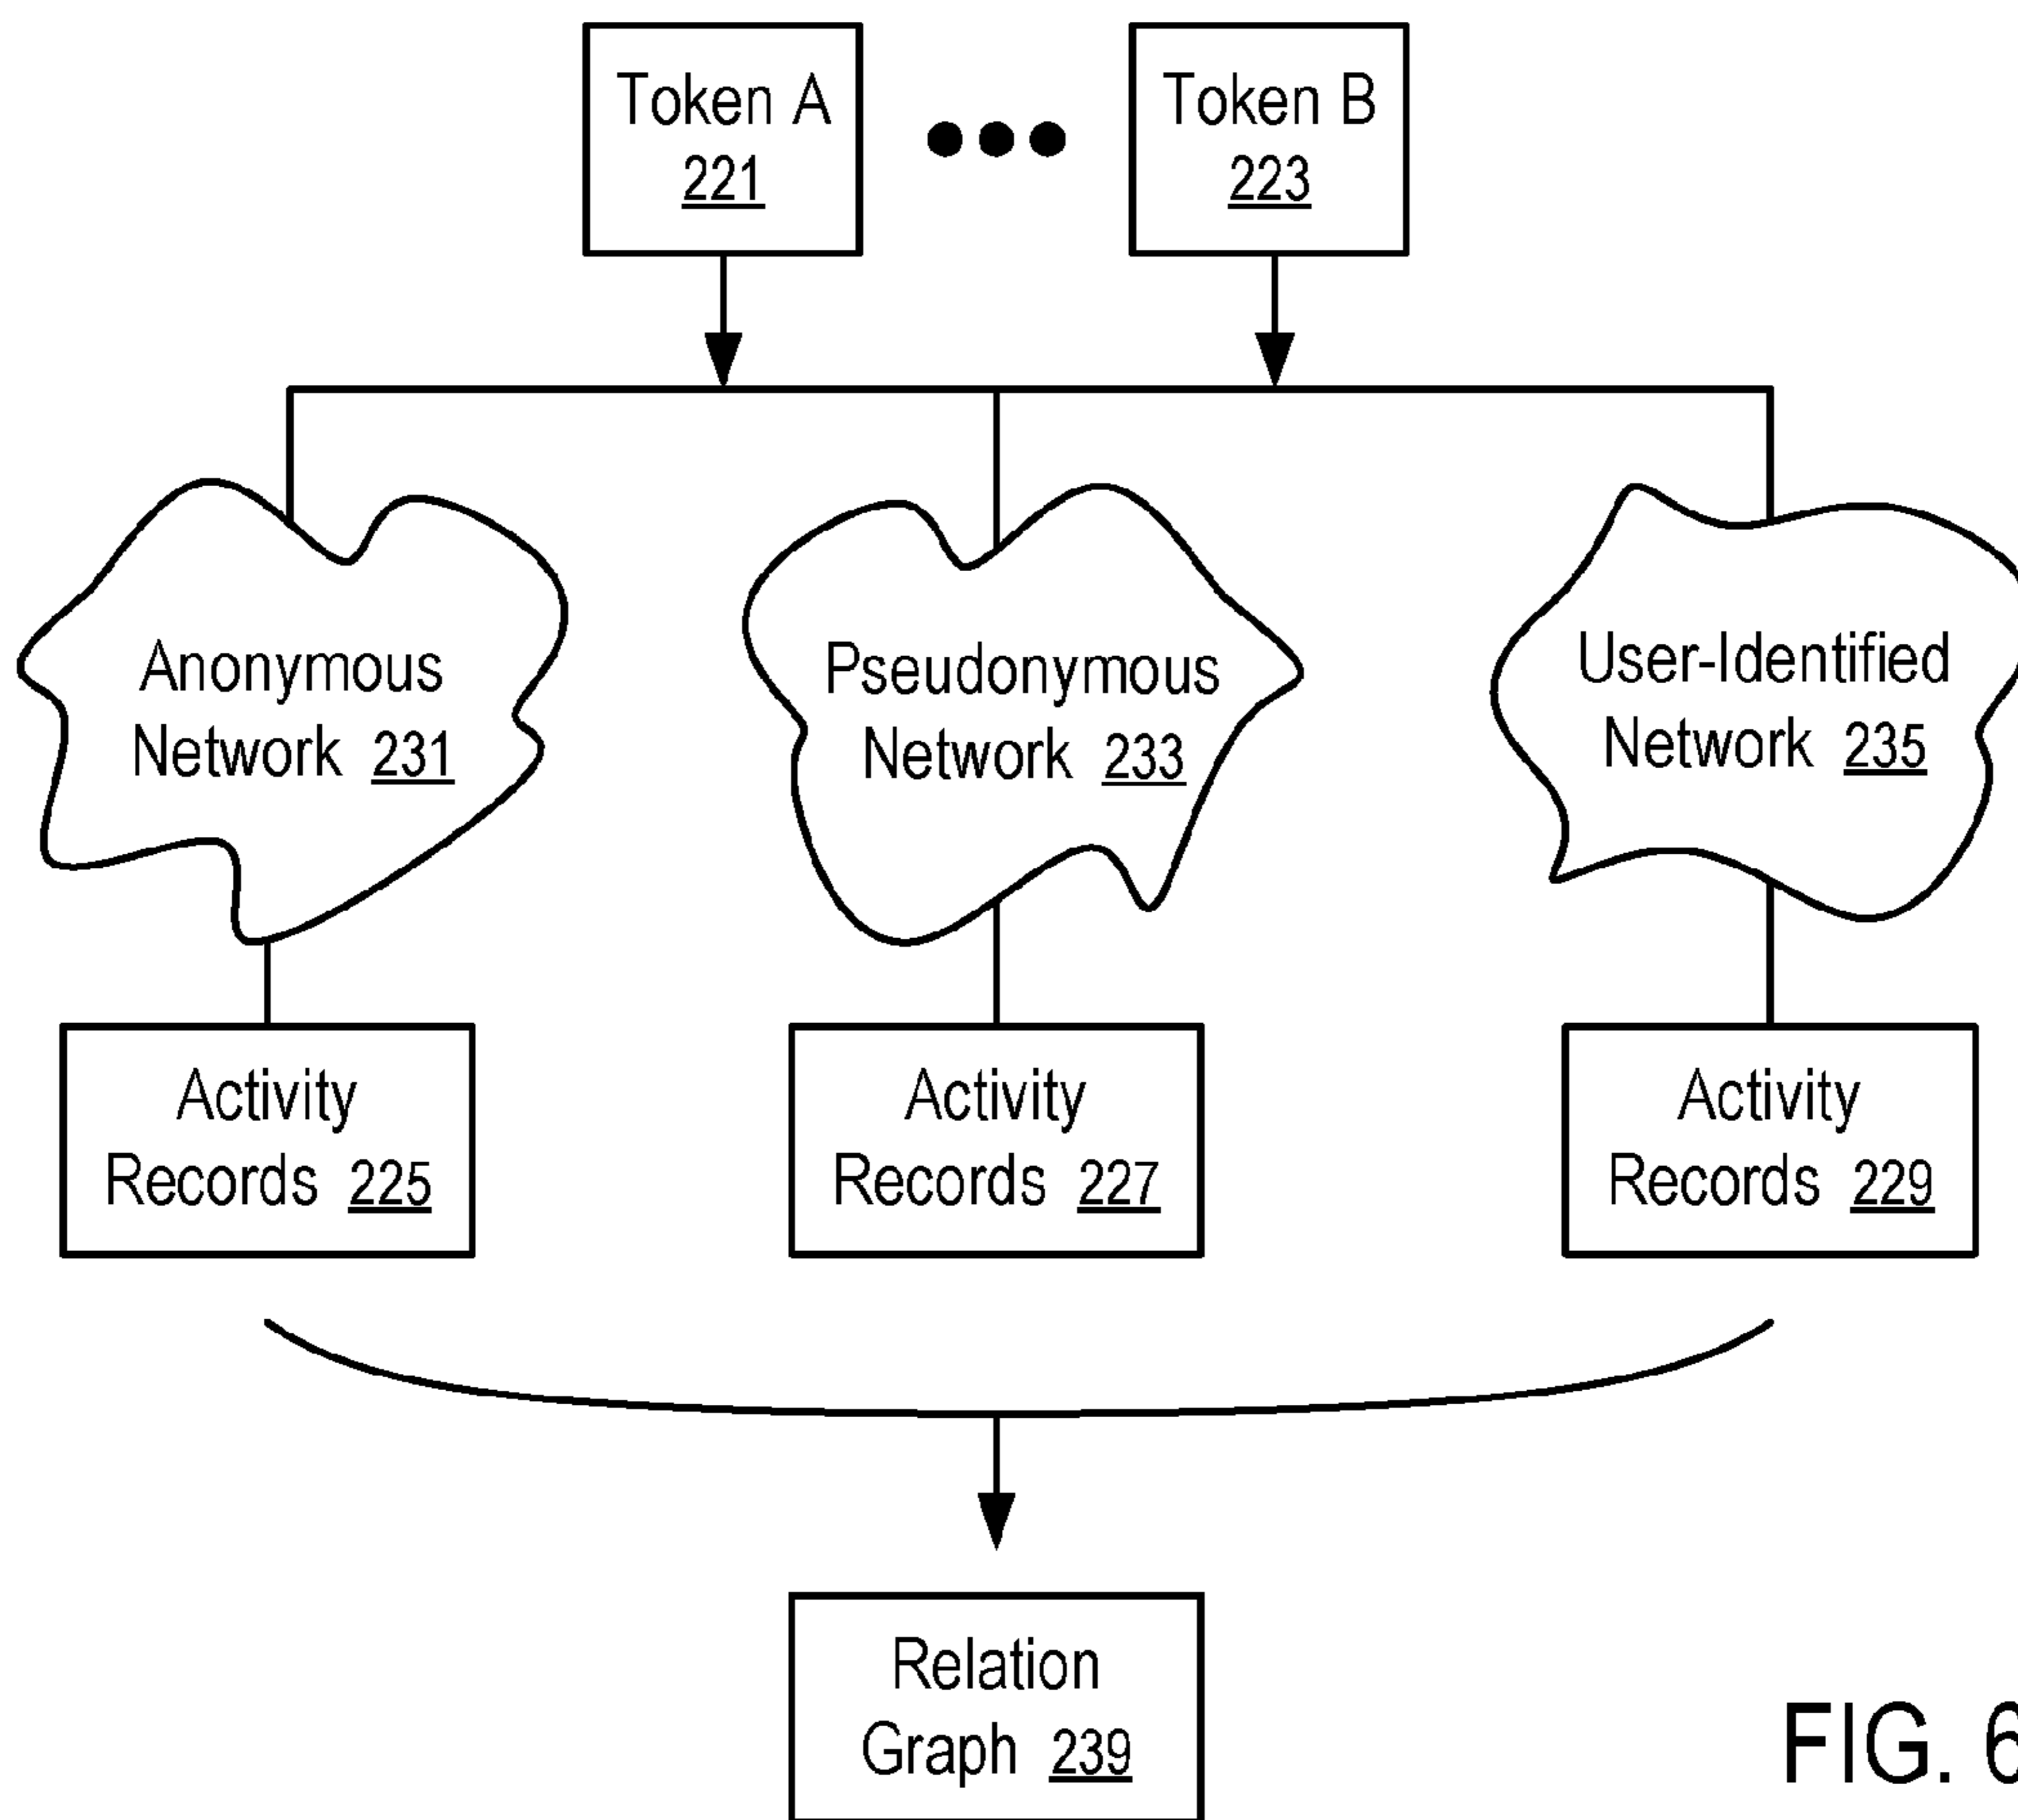 Token A
221
Token B
223
Anonymous
Network 231
Pseudonymous
Network 233
User-Identified
Network 235
Activity
Records 225
Activity
Records 227
Activity
Records 229
Relation
Graph 239
FIG. 6